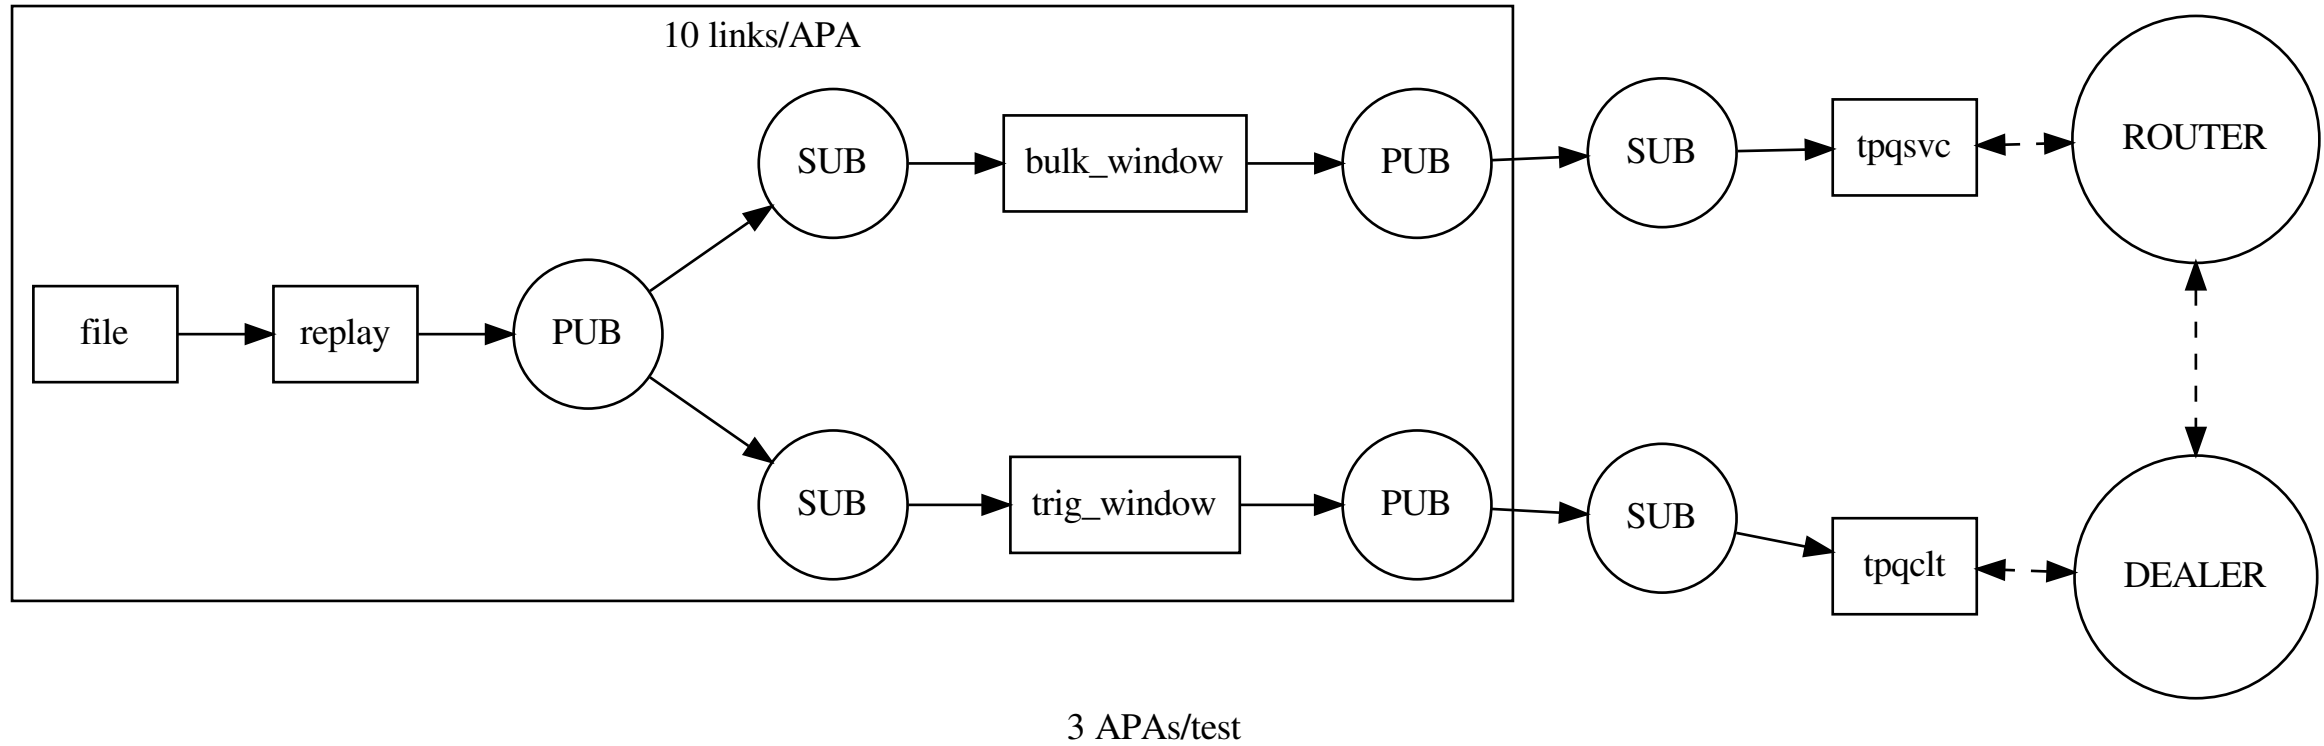 10 links/APA
file
replay
PUB
SUB
bulk_window
PUB
SUB
tpqsvc
ROUTER
SUB
trig_window
PUB
SUB
tpqclt
DEALER
3 APAs/test